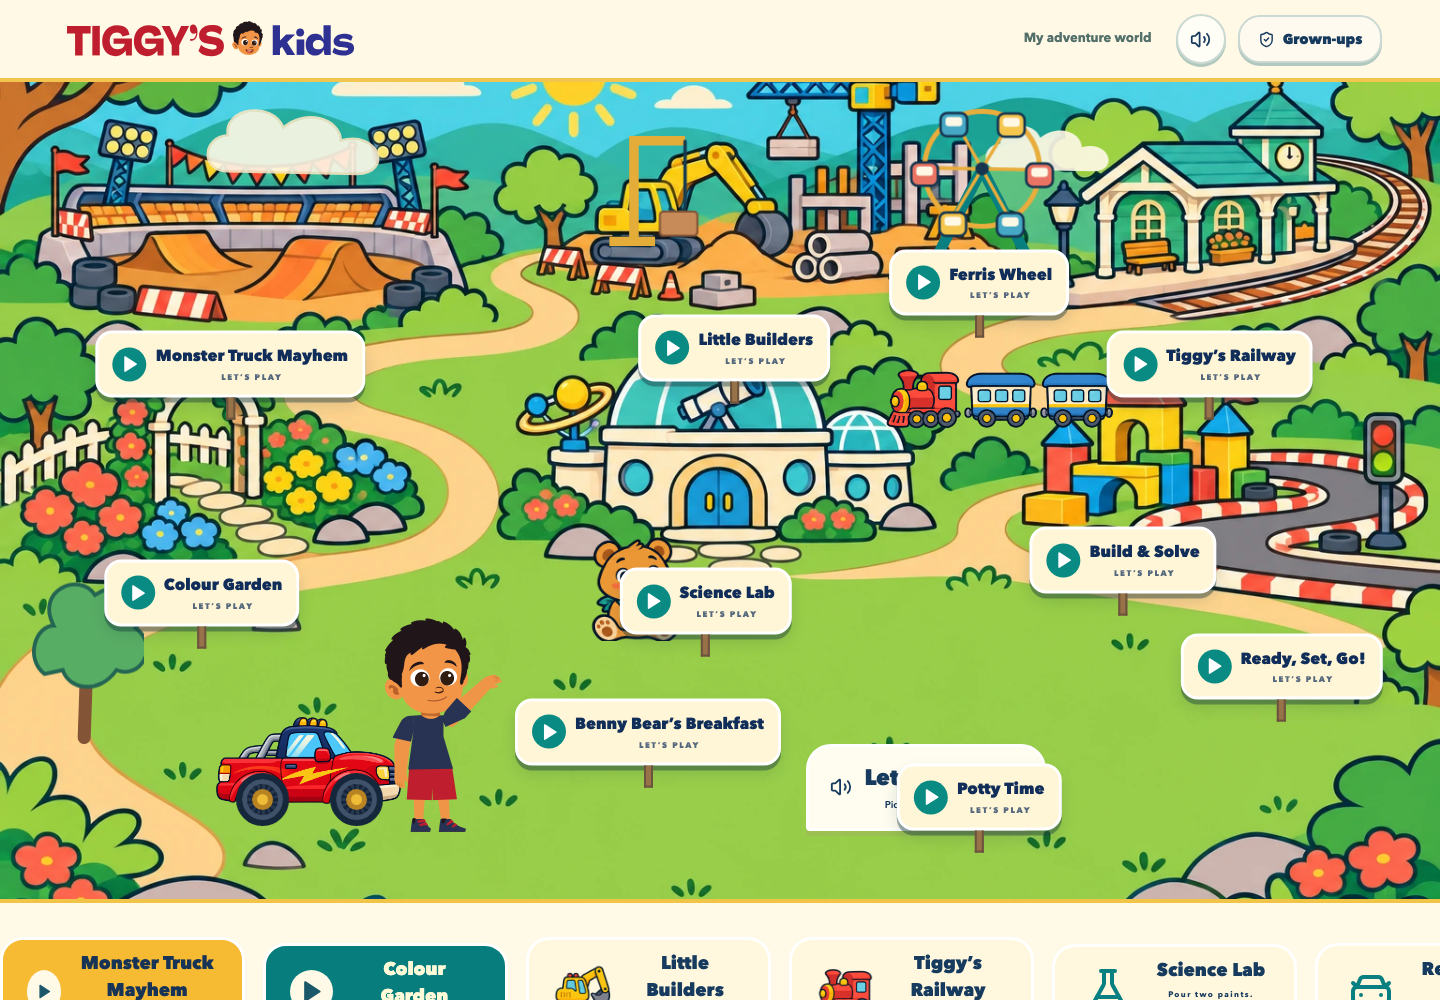 TIGGY'S kids
My adventure world
Grown-ups
Ferris Wheel
LET'S PLAY
Little Builders
LET'S PLAY
Monster Truck Mayhem
LET'S PLAY
Tiggy's Railway
LET'S PLAY
Build & Solve
LET'S PLAY
Colour Garden
LET'S PLAY
Science Lab
LET'S PLAY
Ready, Set, Go!
LET'S PLAY
Benny Bear's Breakfast
LET'S PLAY
Potty Time
LET'S PLAY
Monster Truck
Mayhem
Colour
Garden
Little
Builders
Tiggy's
Railway
Science Lab
Pour two paints.